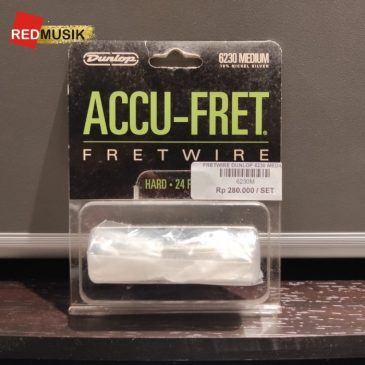 REDMUSIK
Dunlop
6230 MEDIUM
18% NICKEL SILVER
ACCU-FRET®
FRETWIRE
HARD • 24
FRETWIRE DUNLOP 6230 MED
6230M
Rp 280.000 / SET